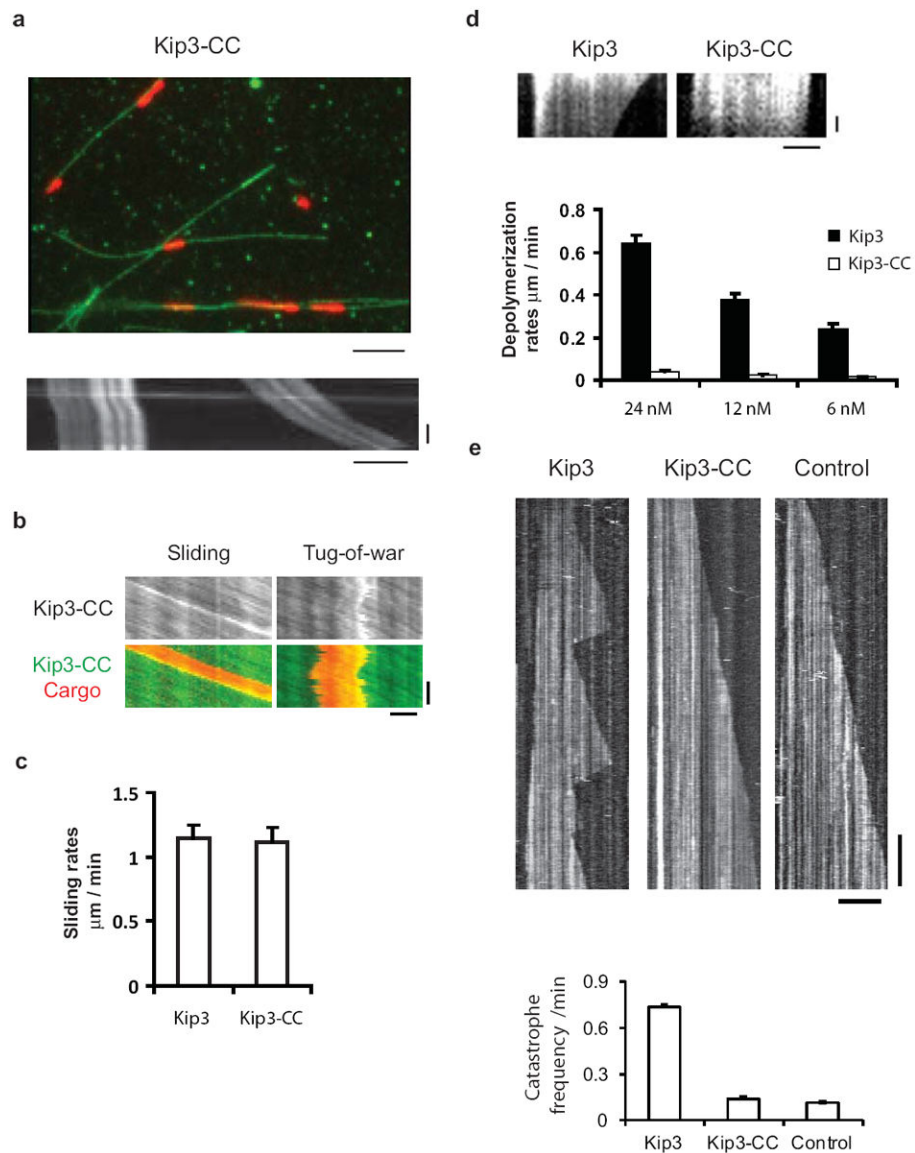 a
Kip3-CC
b
Sliding Tug-of-war
Kip3-CC
Kip3-CC
Cargo
c
1.5
1
0.5
0
Sliding rates
µm / min
Kip3 Kip3-CC
d
Kip3 Kip3-CC
0.8
0.6
0.4
0.2
0
Depolymerization
rates µm / min
Kip3
Kip3-CC
24 nM 12 nM 6 nM
e
Kip3 Kip3-CC Control
0.9
0.6
0.3
0
Catastrophe
frequency /min
Kip3 Kip3-CC Control